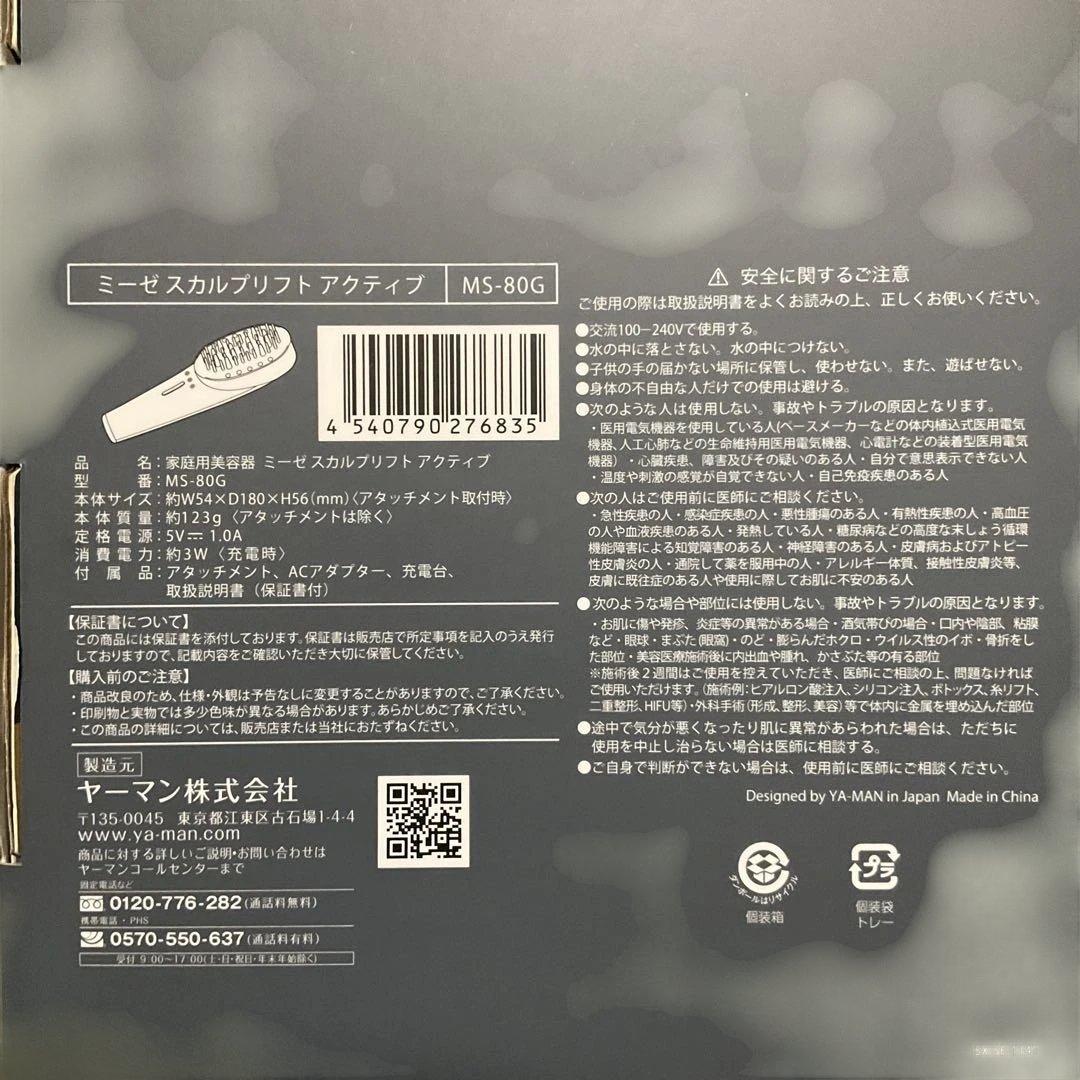 ミーゼ スカルプリフト アクティブ MS-80G
4 540790 276835
品名：家庭用美容器 ミーゼ スカルプリフト アクティブ
型番：MS-80G
本体サイズ：約W54×D180×H56(mm)〈アタッチメント取付時〉
本体質量：約123g〈アタッチメントは除く〉
定格電源：5V⎓1.0A
消費電力：約3W〈充電時〉
付属品：アタッチメント、ACアダプター、充電台、
取扱説明書（保証書付）
【保証書について】
この商品には保証書を添付しております。保証書は販売店で所定事項を記入のうえ発行
しておりますので、記載内容をご確認いただき大切に保管してください。
【購入前のご注意】
・商品改良のため、仕様・外観は予告なしに変更することがありますので、ご了承ください。
・印刷物と実物では多少色味が異なる場合があります。あらかじめご了承ください。
・この商品の詳細については、販売店または当社におたずねください。
製造元
ヤーマン株式会社
〒135-0045 東京都江東区古石場1-4-4
www.ya-man.com
商品に対する詳しいご説明・お問い合わせは
ヤーマンコールセンターまで
固定電話など
0120-776-282(通話料無料)
携帯電話・PHS
0570-550-637(通話料有料)
受付 9:00〜17:00(土・日・祝日・年末年始除く)
⚠ 安全に関するご注意
ご使用の際は取扱説明書をよくお読みの上、正しくお使いください。
●交流100−240Vで使用する。
●水の中に落とさない。水の中につけない。
●子供の手の届かない場所に保管し、使わせない。また、遊ばせない。
●身体の不自由な人だけでの使用は避ける。
●次のような人は使用しない。事故やトラブルの原因となります。
・医用電気機器を使用している人(ペースメーカーなどの体内植込式医用電気
機器、人工心肺などの生命維持用医用電気機器、心電計などの装着型医用電気
機器）・心臓疾患、障害及びその疑いのある人・自分で意思表示できない人
・温度や刺激の感覚が自覚できない人・自己免疫疾患の人
●次の人はご使用前に医師にご相談ください。
・急性疾患の人・感染症疾患の人・悪性腫瘍のある人・有熱性疾患の人・高血圧
の人や血液疾患のある人・発熱している人・糖尿病などの高度な末しょう循環
機能障害による知覚障害のある人・神経障害のある人・皮膚病およびアトピー
性皮膚炎の人・通院して薬を服用中の人・アレルギー体質、接触性皮膚炎等、
皮膚に既往症のある人や使用に際してお肌に不安のある人
●次のような場合や部位には使用しない。事故やトラブルの原因となります。
・お肌に傷や発疹、炎症等の異常がある場合・酒気帯びの場合・口内や陰部、粘膜
など・眼球・まぶた(眼窩)・のど・膨らんだホクロ・ウイルス性のイボ・骨折をし
た部位・美容医療施術後に内出血や腫れ、かさぶた等の有る部位
※施術後2週間はご使用を控えていただき、医師にご相談の上、問題なければ
ご使用いただけます。(施術例：ヒアルロン酸注入、シリコン注入、ボトックス、糸リフト、
二重整形、HIFU等)・外科手術(形成、整形、美容)等で体内に金属を埋め込んだ部位
●途中で気分が悪くなったり肌に異常があらわれた場合は、ただちに
使用を中止し治らない場合は医師に相談する。
●ご自身で判断ができない場合は、使用前に医師にご相談ください。
Designed by YA-MAN in Japan Made in China
ダンボールはリサイクル
個装箱
プラ
個装袋
トレー